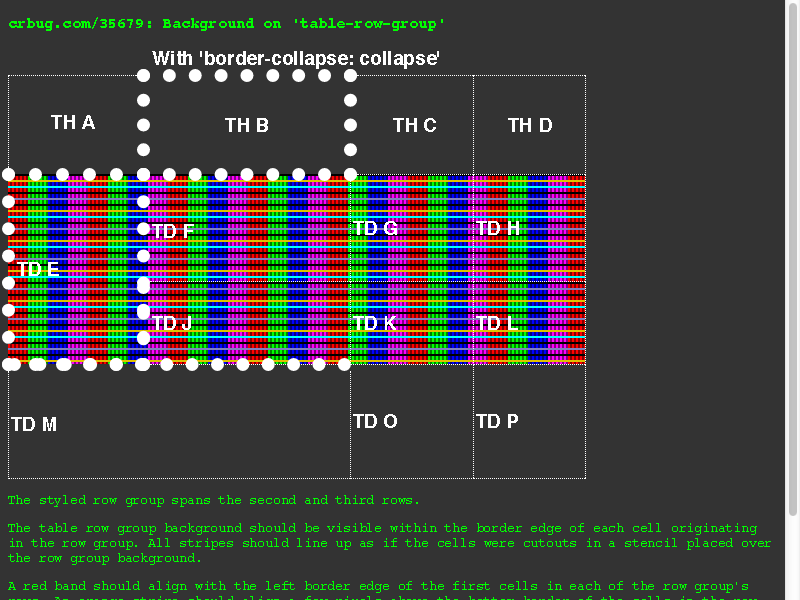 crbug.com/35679: Background on 'table-row-group'
With 'border-collapse: collapse'
TH A TH B TH C TH D
TD F TD G TD H
TD E
TD J TD K TD L
TD M TD O TD P
The styled row group spans the second and third rows.
The table row group background should be visible within the border edge of each cell originating
in the row group. All stripes should line up as if the cells were cutouts in a stencil placed over
the row group background.
A red band should align with the left border edge of the first cells in each of the row group's